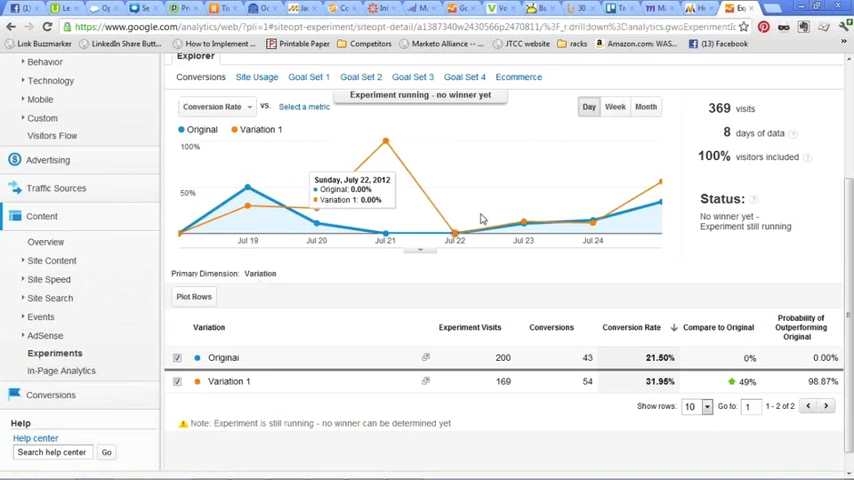 https://www.google.com/analytics/web/?pli=1#siteopt-experiment/siteopt-detail/a1387340w2430566p2470811/%3F_r.drilldown%3Danalytics.gwoExperimentId
Link Buzzmarker LinkedIn Share Butt... How to Implement ... Printable Paper Competitors Marketo Alliance -- ... JTCC website racks Amazon.com: WAS... (13) Facebook
Behavior
Technology
Mobile
Custom
Visitors Flow
Advertising
Traffic Sources
Content
Overview
Site Content
Site Speed
Site Search
Events
AdSense
Experiments
In-Page Analytics
Conversions
Help
Help center
Search help center Go
Explorer
Conversions Site Usage Goal Set 1 Goal Set 2 Goal Set 3 Goal Set 4 Ecommerce
Experiment running - no winner yet
Conversion Rate VS. Select a metric Day Week Month
Original Variation 1
100%
50%
Sunday, July 22, 2012
Original: 0.00%
Variation 1: 0.00%
Jul 19 Jul 20 Jul 21 Jul 22 Jul 23 Jul 24
369 visits
8 days of data
100% visitors included
Status:
No winner yet -
Experiment still running
Primary Dimension: Variation
Plot Rows
Variation Experiment Visits Conversions Conversion Rate Compare to Original Probability of Outperforming Original
Original 200 43 21.50% 0% 0.00%
Variation 1 169 54 31.95% 49% 98.87%
Show rows: 10 Go to: 1 1 - 2 of 2
Note: Experiment is still running - no winner can be determined yet